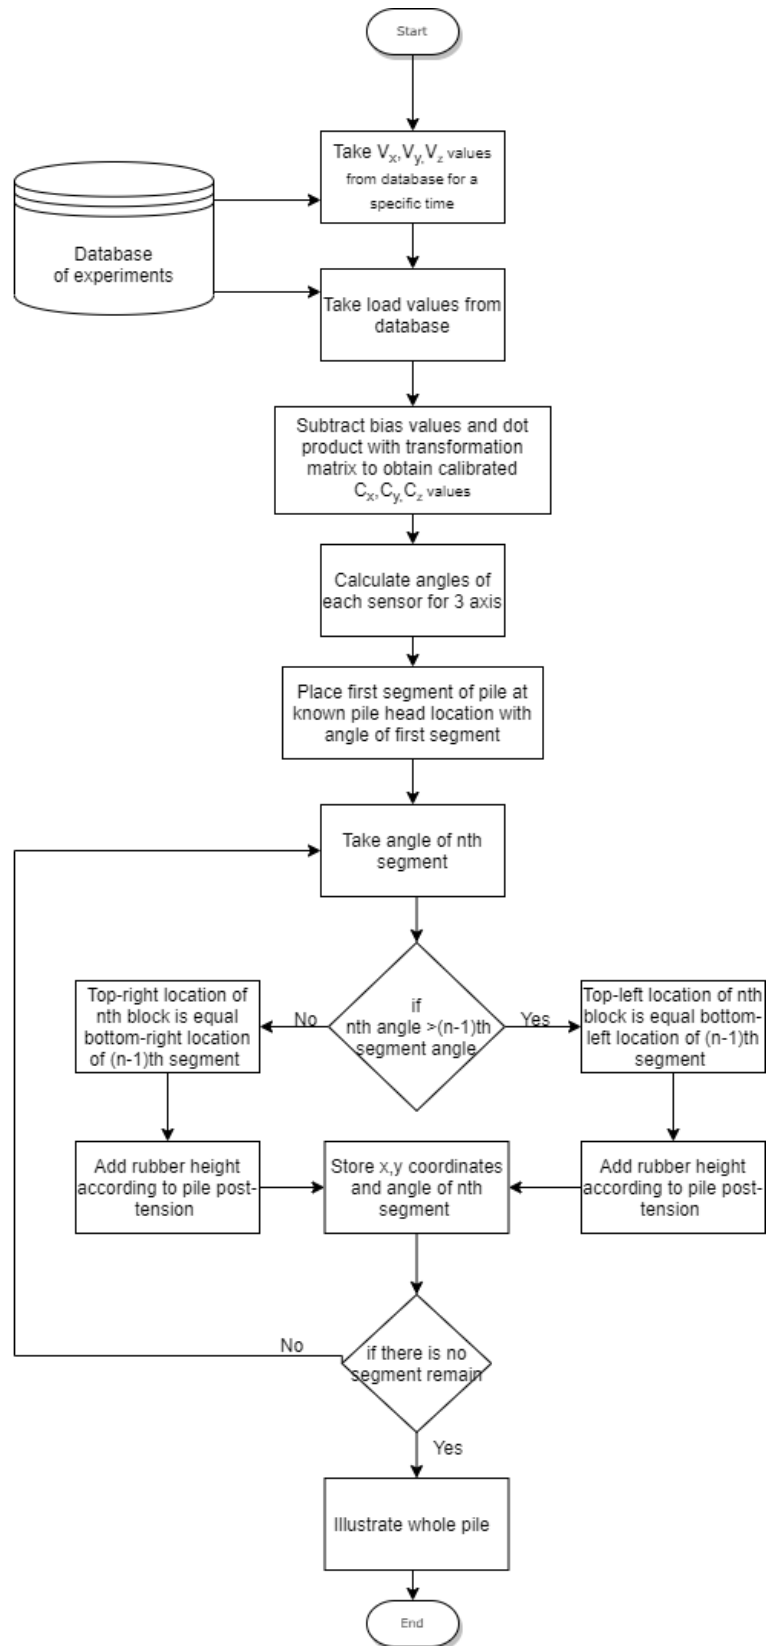 Start
Take Vx,Vy,Vz values
from database for a
specific time
Database
of experiments
Take load values from
database
Subtract bias values and dot
product with transformation
matrix to obtain calibrated
Cx,Cy,Cz values
Calculate angles of
each sensor for 3 axis
Place first segment of pile at
known pile head location with
angle of first segment
Take angle of nth
segment
Top-right location of
nth block is equal
bottom-right location
of (n-1)th segment
No
if
nth angle >(n-1)th
segment angle
Yes
Top-left location of nth
block is equal bottom-
left location of (n-1)th
segment
Add rubber height
according to pile post-
tension
Store x,y coordinates
and angle of nth
segment
Add rubber height
according to pile post-
tension
No
if there is no
segment remain
Yes
Illustrate whole pile
End